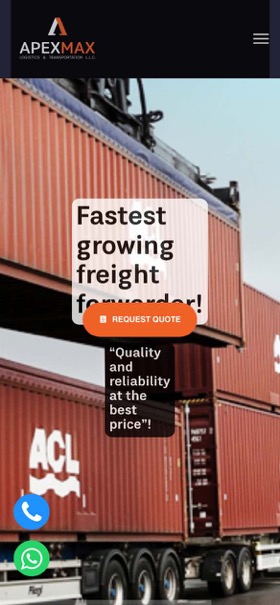 APEXMAX
LOGISTICS & TRANSPORTATION L.L.C
Fastest
growing
freight
forwarder!
REQUEST QUOTE
“Quality
and
reliability
at the
best
price”!
ACL